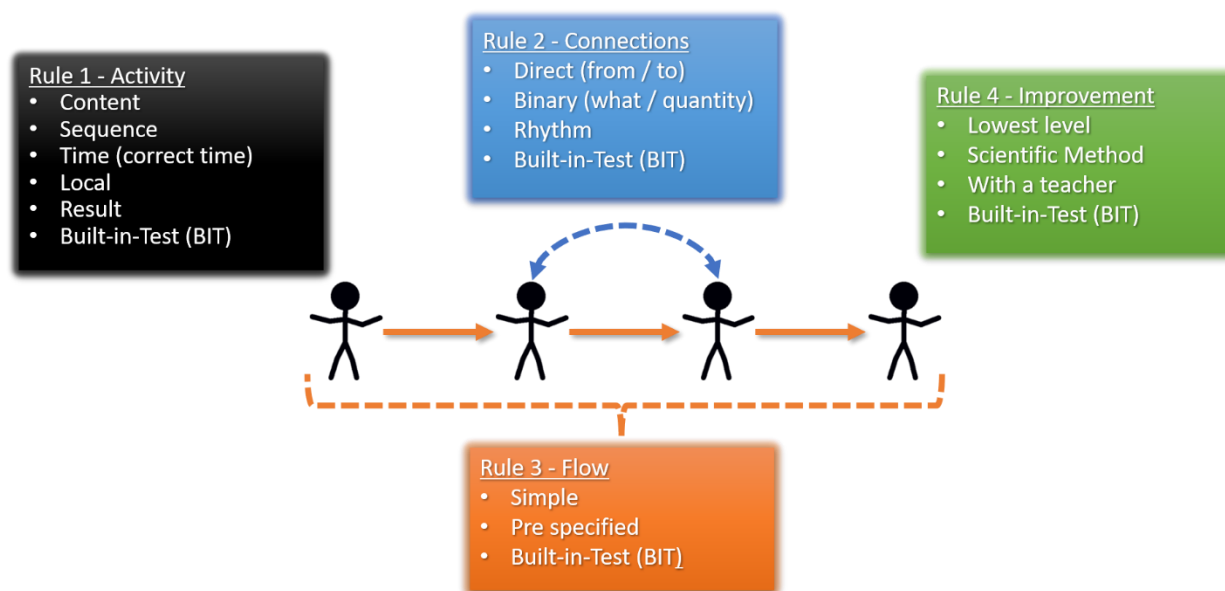 Rule 1 - Activity
• Content
• Sequence
• Time (correct time)
• Local
• Result
• Built-in-Test (BIT)
Rule 2 - Connections
• Direct (from / to)
• Binary (what / quantity)
• Rhythm
• Built-in-Test (BIT)
Rule 4 - Improvement
• Lowest level
• Scientific Method
• With a teacher
• Built-in-Test (BIT)
Rule 3 - Flow
• Simple
• Pre specified
• Built-in-Test (BIT)